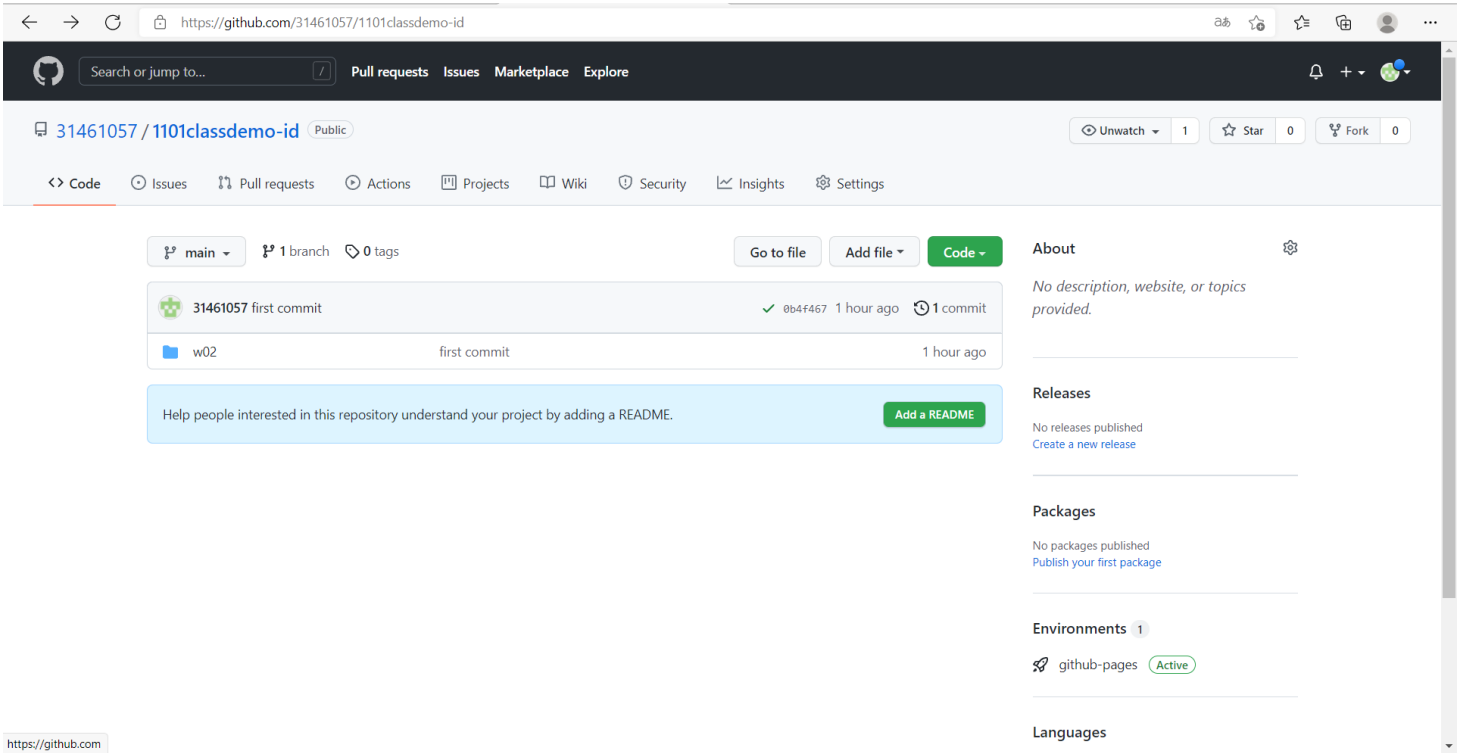 https://github.com/31461057/1101classdemo-id
aあ
Search or jump to... /
Pull requests Issues Marketplace Explore
31461057 / 1101classdemo-id Public
Unwatch 1 Star 0 Fork 0
<> Code Issues Pull requests Actions Projects Wiki Security Insights Settings
main 1 branch 0 tags Go to file Add file Code
31461057 first commit 0b4f467 1 hour ago 1 commit
w02 first commit 1 hour ago
Help people interested in this repository understand your project by adding a README. Add a README
About
No description, website, or topics
provided.
Releases
No releases published
Create a new release
Packages
No packages published
Publish your first package
Environments 1
github-pages Active
Languages
https://github.com